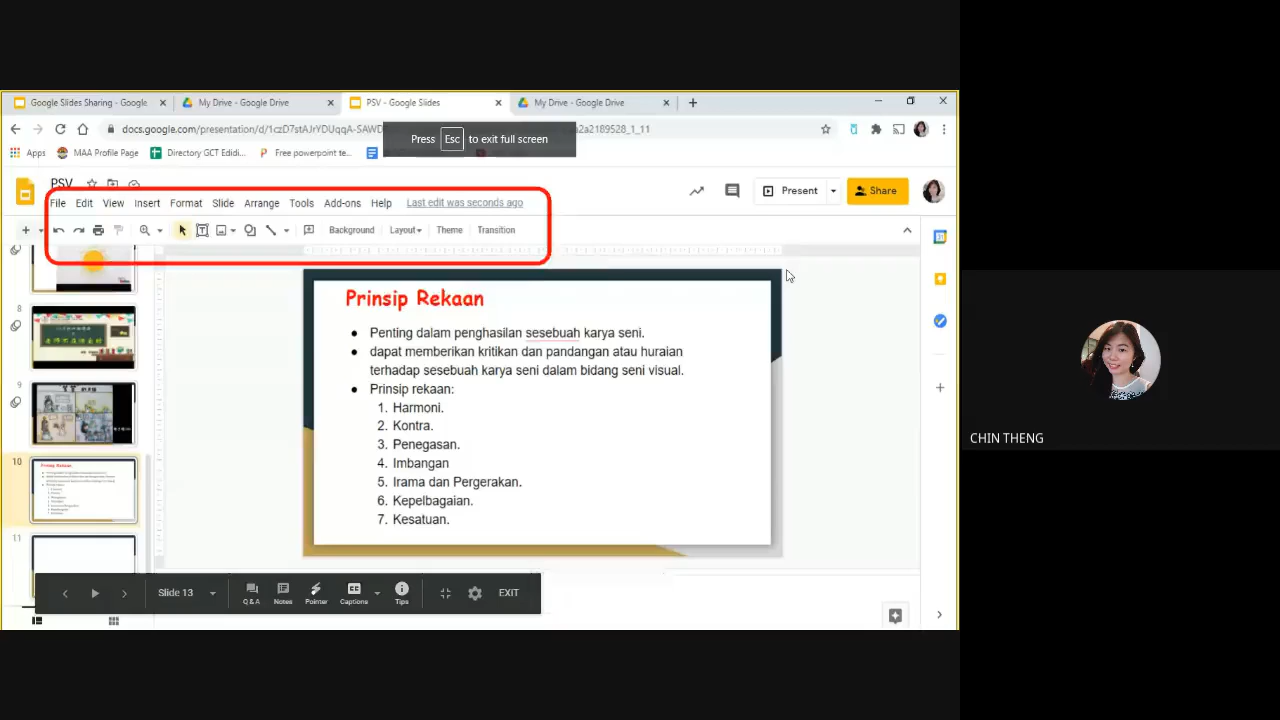 Google Slides Sharing - Google
My Drive - Google Drive
PSV - Google Slides
My Drive - Google Drive
docs.google.com/presentation/d/1czD7stAJrYDUqqA-SAWD
a2a2189528_1_11
Press Esc to exit full screen
Apps
MAA Profile Page
Directory GCT Edidi...
Free powerpoint te...
PSV
File Edit View Insert Format Slide Arrange Tools Add-ons Help Last edit was seconds ago
Present
Share
Background Layout Theme Transition
8
9
10
11
Prinsip Rekaan
Prinsip Rekaan
● Penting dalam penghasilan sesebuah karya seni.
● dapat memberikan kritikan dan pandangan atau huraian
terhadap sesebuah karya seni dalam bidang seni visual.
● Prinsip rekaan:
1. Harmoni.
2. Kontra.
3. Penegasan.
4. Imbangan
5. Irama dan Pergerakan.
6. Kepelbagaian.
7. Kesatuan.
Slide 13
Q & A
Notes
Pointer
CC
Captions
Tips
EXIT
CHIN THENG